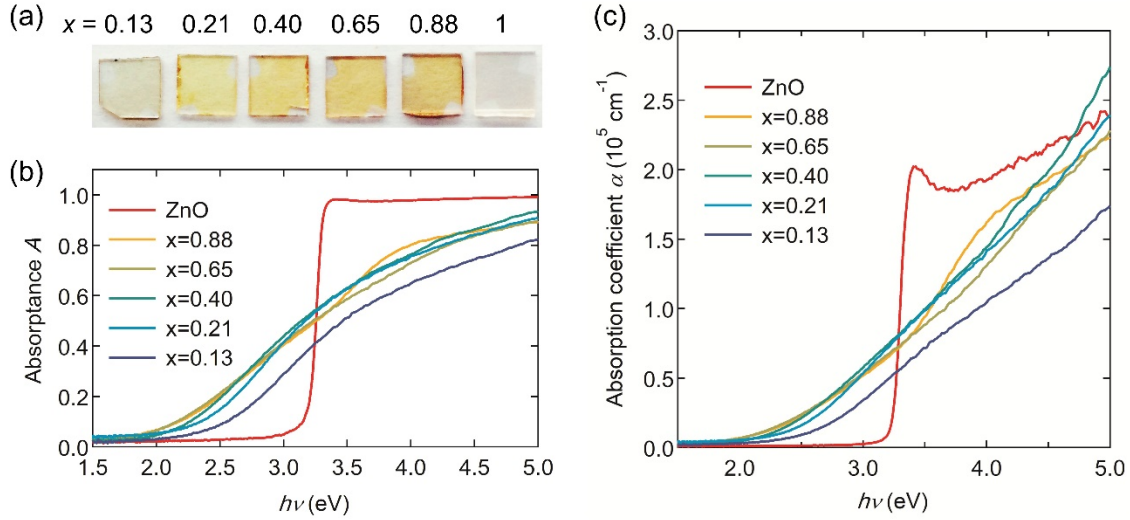 (a)
x = 0.13 0.21 0.40 0.65 0.88 1
(b)
Absorptance A
1.0
0.8
0.6
0.4
0.2
0.0
ZnO
x=0.88
x=0.65
x=0.40
x=0.21
x=0.13
1.5 2.0 2.5 3.0 3.5 4.0 4.5 5.0
hν (eV)
(c)
Absorption coefficient α (10⁵ cm⁻¹)
3.0
2.5
2.0
1.5
1.0
0.5
0.0
ZnO
x=0.88
x=0.65
x=0.40
x=0.21
x=0.13
2.0 3.0 4.0 5.0
hν (eV)